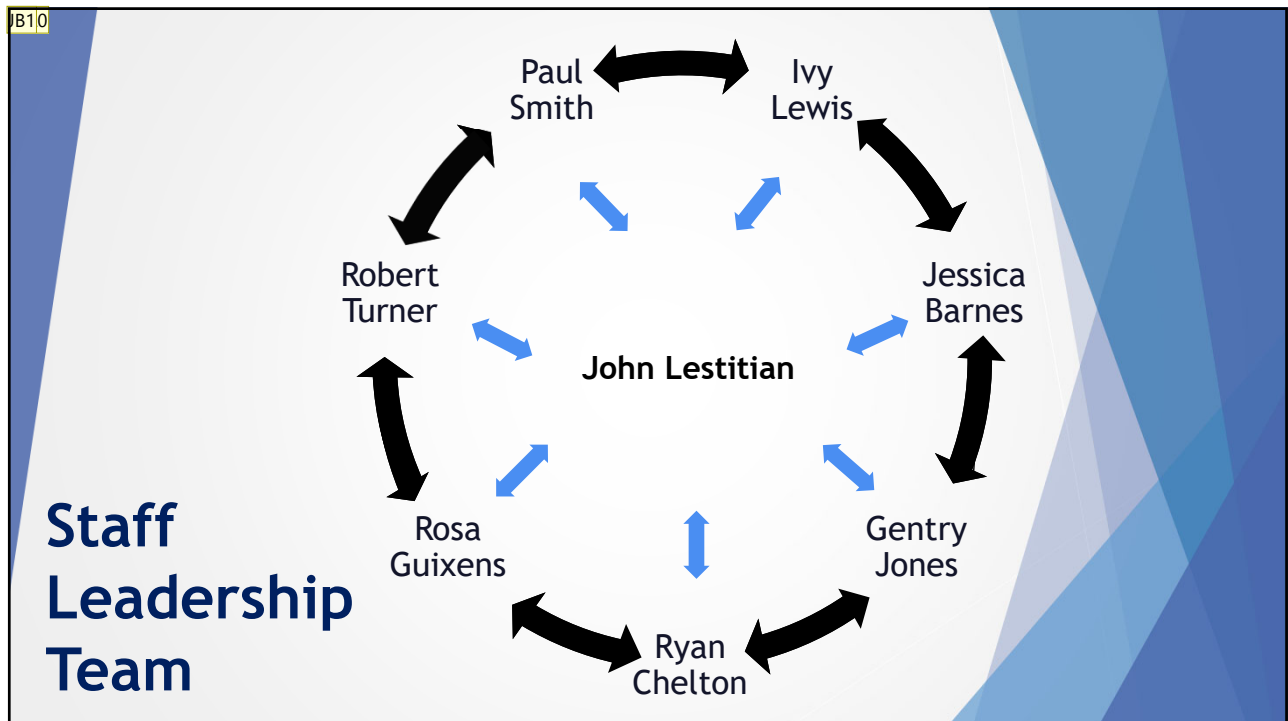 JB10
Paul
Smith
Ivy
Lewis
Robert
Turner
Jessica
Barnes
John Lestitian
Rosa
Guixens
Gentry
Jones
Ryan
Chelton
Staff
Leadership
Team